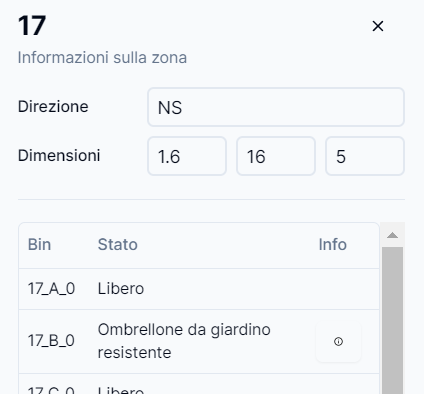 17
Informazioni sulla zona
Direzione NS
Dimensioni 1.6 16 5
Bin Stato Info
17_A_0 Libero
17_B_0 Ombrellone da giardino
resistente
17_C_0 Libero